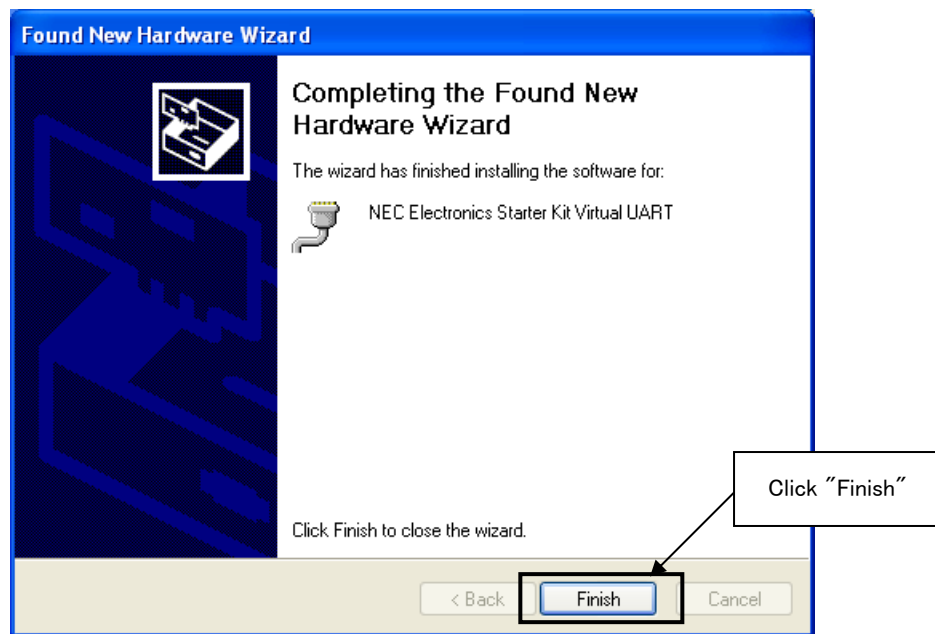 Found New Hardware Wizard
Completing the Found New
Hardware Wizard
The wizard has finished installing the software for:
NEC Electronics Starter Kit Virtual UART
Click "Finish"
Click Finish to close the wizard.
< Back
Finish
Cancel